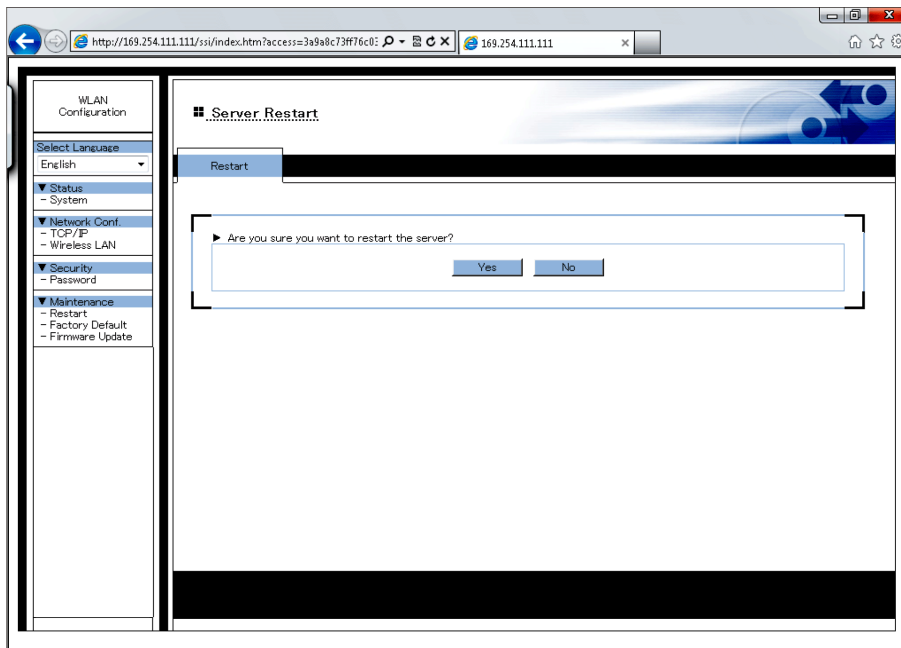 http://169.254.111.111/ssi/index.htm?access=3a9a8c73ff76c0
169.254.111.111
WLAN
Configuration
Select Language
English
▼ Status
- System
▼ Network Conf.
- TCP/IP
- Wireless LAN
▼ Security
- Password
▼ Maintenance
- Restart
- Factory Default
- Firmware Update
Server Restart
Restart
► Are you sure you want to restart the server?
Yes No